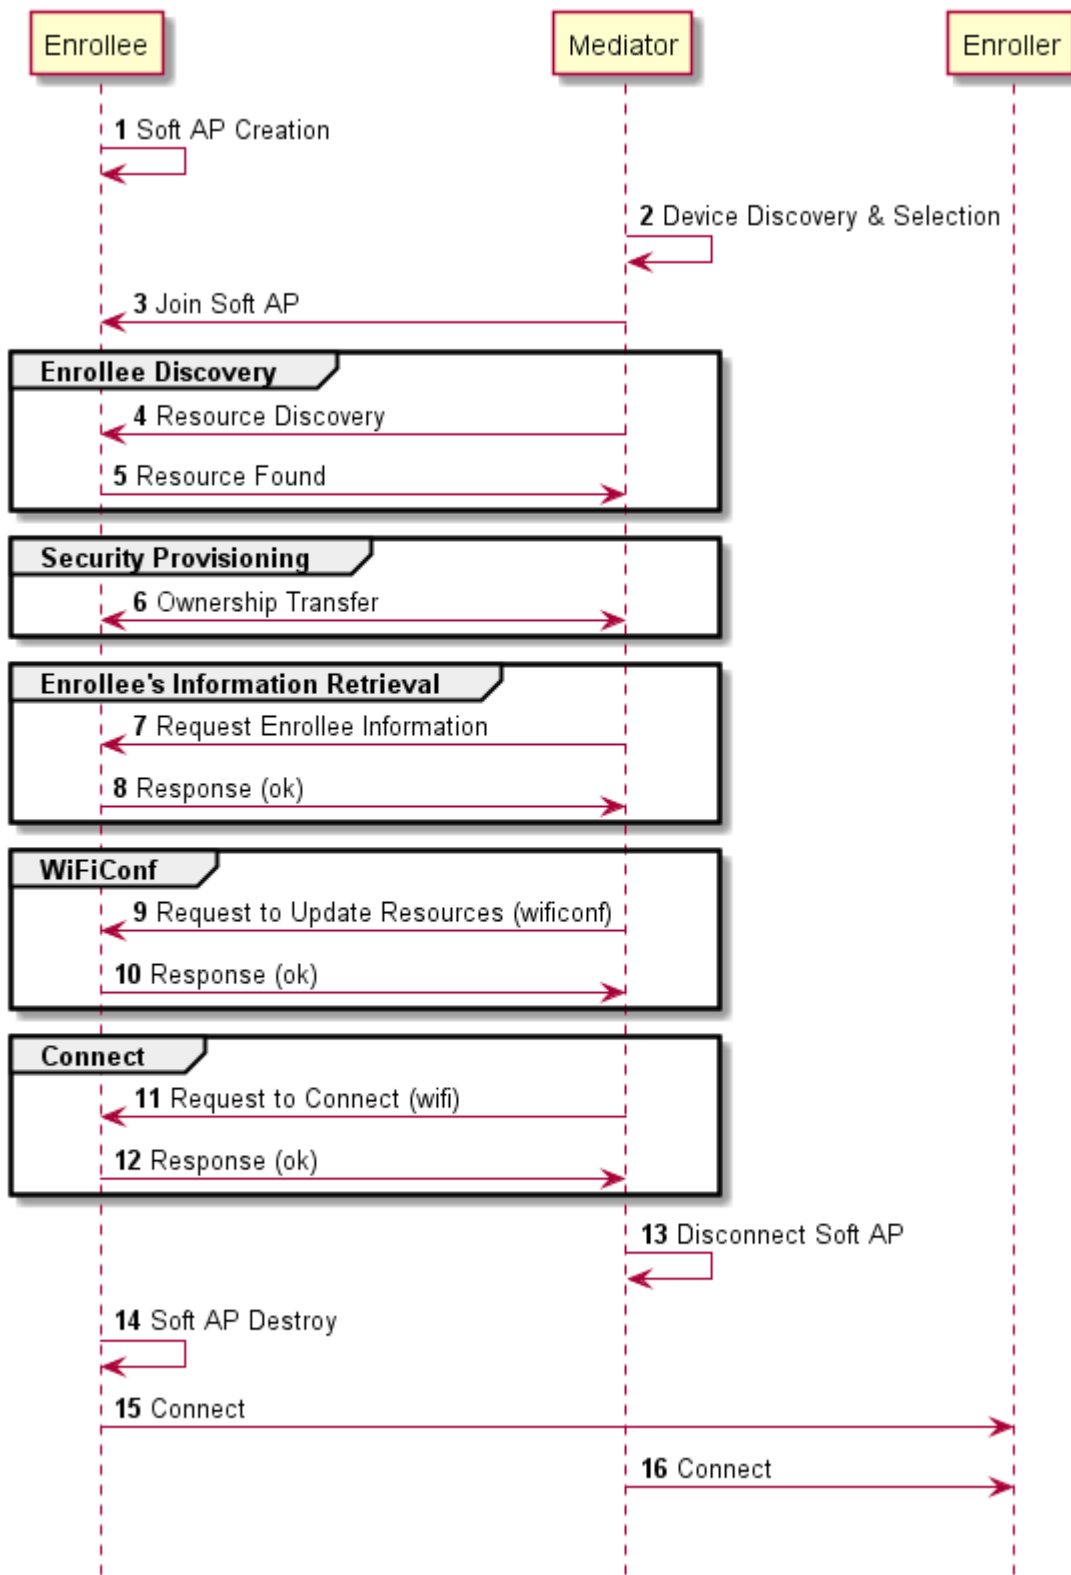 Enrollee Mediator Enroller
1 Soft AP Creation
2 Device Discovery & Selection
3 Join Soft AP
Enrollee Discovery
4 Resource Discovery
5 Resource Found
Security Provisioning
6 Ownership Transfer
Enrollee's Information Retrieval
7 Request Enrollee Information
8 Response (ok)
WiFiConf
9 Request to Update Resources (wificonf)
10 Response (ok)
Connect
11 Request to Connect (wifi)
12 Response (ok)
13 Disconnect Soft AP
14 Soft AP Destroy
15 Connect
16 Connect